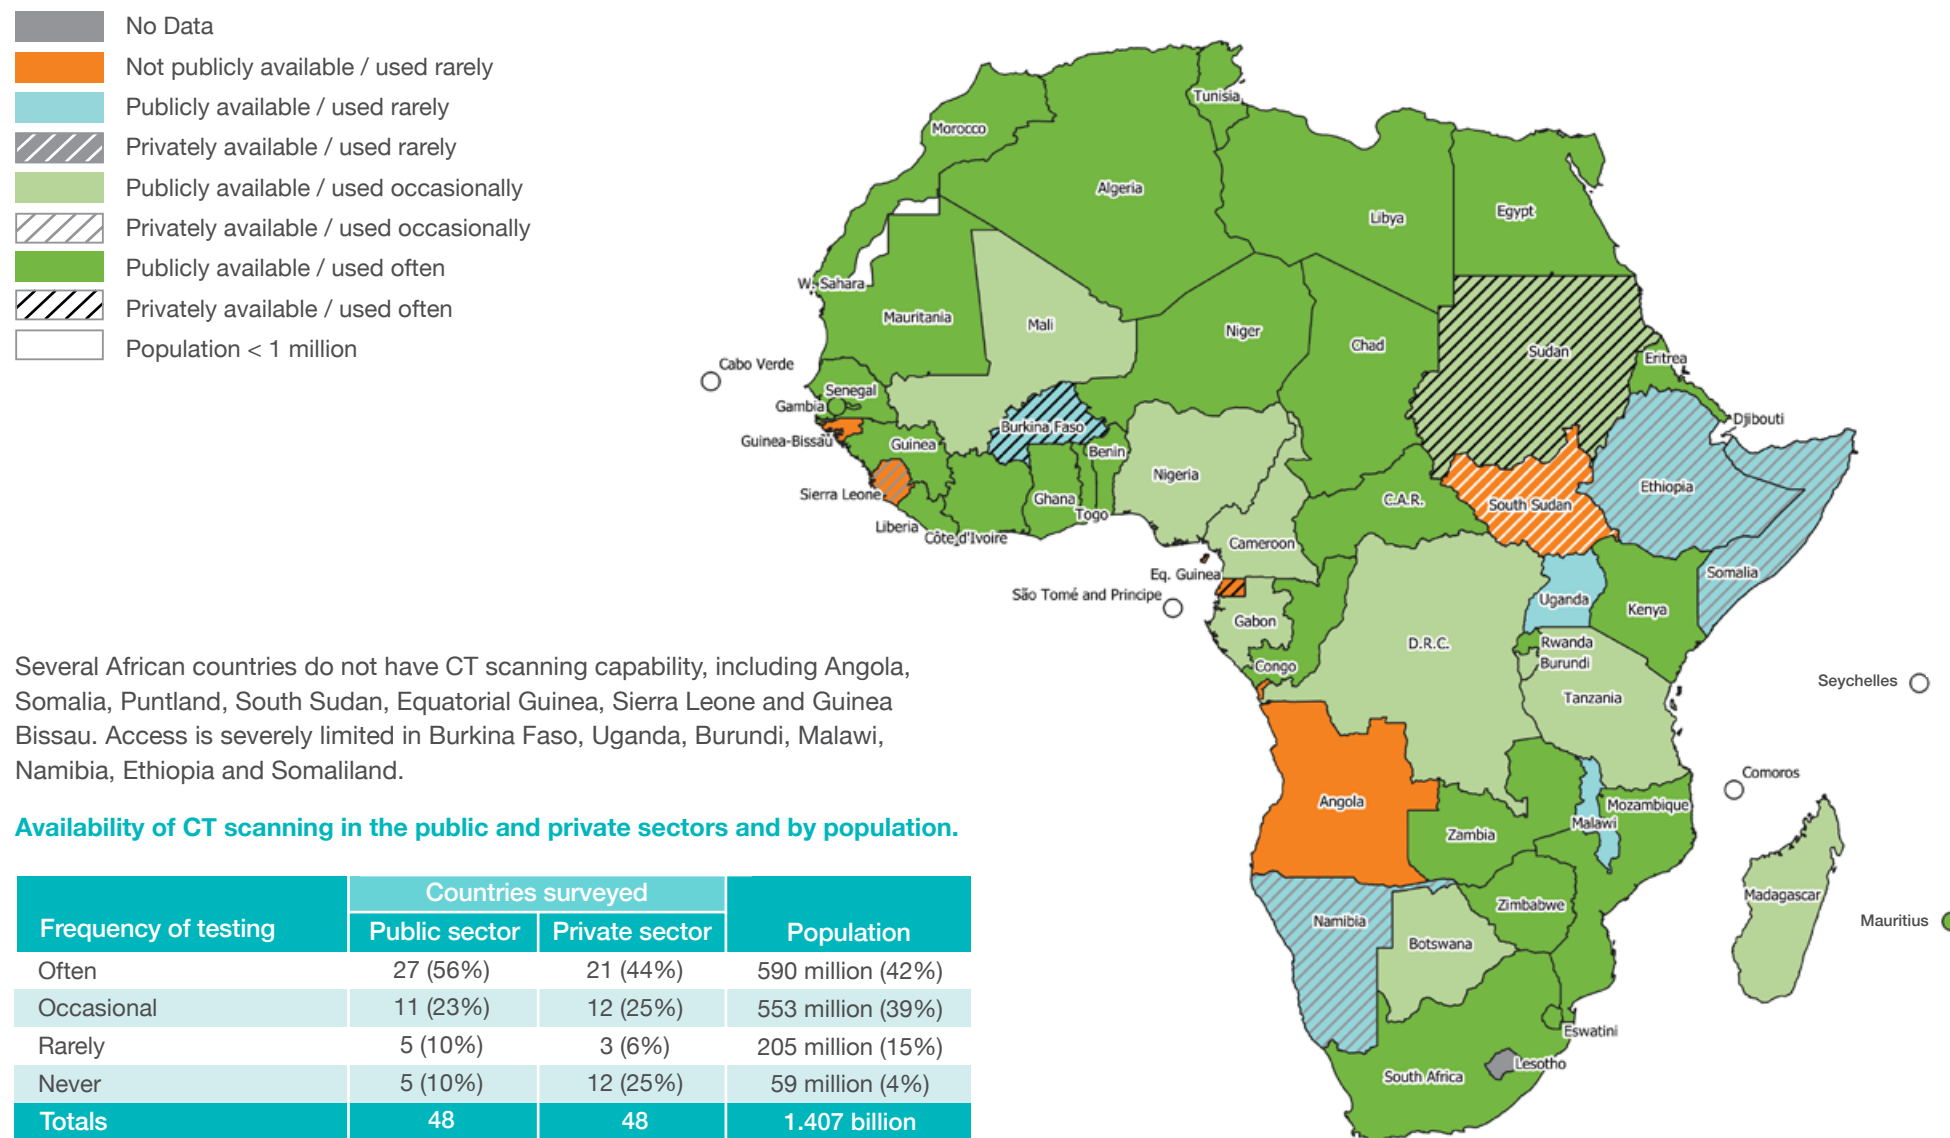 No Data
Not publicly available / used rarely
Publicly available / used rarely
Privately available / used rarely
Publicly available / used occasionally
Privately available / used occasionally
Publicly available / used often
Privately available / used often
Population < 1 million
Several African countries do not have CT scanning capability, including Angola,
Somalia, Puntland, South Sudan, Equatorial Guinea, Sierra Leone and Guinea
Bissau. Access is severely limited in Burkina Faso, Uganda, Burundi, Malawi,
Namibia, Ethiopia and Somaliland.
Availability of CT scanning in the public and private sectors and by population.
Frequency of testing Countries surveyed Population
Public sector Private sector
Often 27 (56%) 21 (44%) 590 million (42%)
Occasional 11 (23%) 12 (25%) 553 million (39%)
Rarely 5 (10%) 3 (6%) 205 million (15%)
Never 5 (10%) 12 (25%) 59 million (4%)
Totals 48 48 1.407 billion
Tunisia
Morocco
Algeria
Libya
Egypt
W. Sahara
Mauritania
Mali
Niger
Chad
Sudan
Eritrea
Cabo Verde
Senegal
Gambia
Djibouti
Guinea-Bissau
Guinea
Burkina Faso
Benin
Nigeria
Ethiopia
Sierra Leone
Ghana
Togo
C.A.R.
South Sudan
Liberia
Côte d'Ivoire
Cameroon
Eq. Guinea
Somalia
São Tomé and Principe
Uganda
Kenya
Gabon
D.R.C.
Rwanda
Burundi
Congo
Seychelles
Tanzania
Comoros
Angola
Mozambique
Malawi
Zambia
Madagascar
Zimbabwe
Namibia
Mauritius
Botswana
Eswatini
Lesotho
South Africa